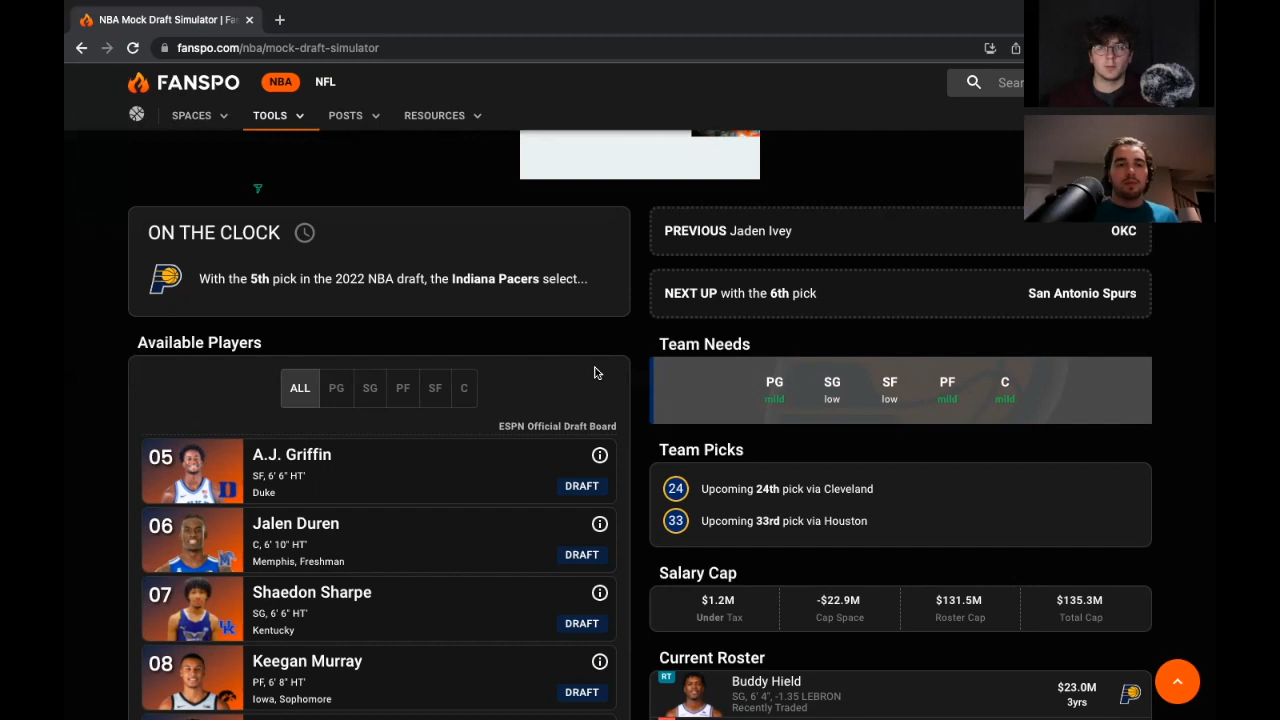 NBA Mock Draft Simulator | Fan
fanspo.com/nba/mock-draft-simulator
FANSPO
NBA
NFL
Sear
SPACES
TOOLS
POSTS
RESOURCES
ON THE CLOCK
With the 5th pick in the 2022 NBA draft, the Indiana Pacers select...
PREVIOUS Jaden Ivey
OKC
NEXT UP with the 6th pick
San Antonio Spurs
Available Players
ALL
PG
SG
PF
SF
C
ESPN Official Draft Board
05
A.J. Griffin
SF, 6' 6" HT'
Duke
DRAFT
06
Jalen Duren
C, 6' 10" HT'
Memphis, Freshman
DRAFT
07
Shaedon Sharpe
SG, 6' 6" HT'
Kentucky
DRAFT
08
Keegan Murray
PF, 6' 8" HT'
Iowa, Sophomore
DRAFT
Team Needs
PG SG SF PF C
mild low low mild mild
Team Picks
24 Upcoming 24th pick via Cleveland
33 Upcoming 33rd pick via Houston
Salary Cap
$1.2M -$22.9M $131.5M $135.3M
Under Tax Cap Space Roster Cap Total Cap
Current Roster
RT
Buddy Hield
SG, 6' 4", -1.35 LEBRON
Recently Traded
$23.0M
3yrs